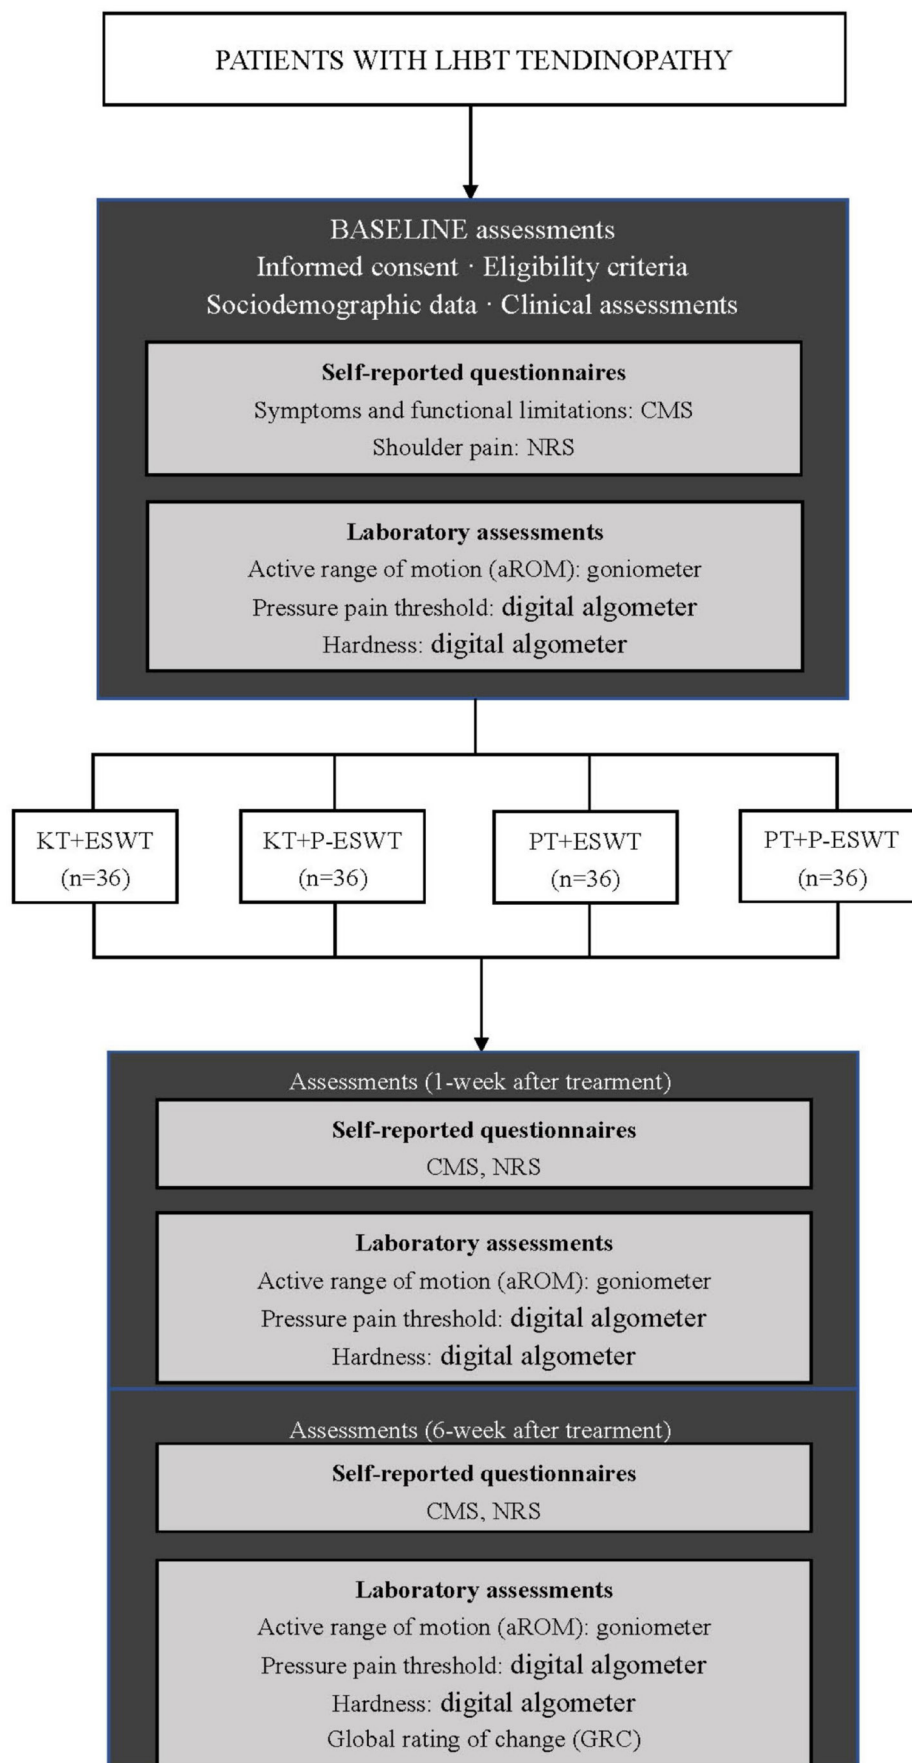 PATIENTS WITH LHBT TENDINOPATHY
BASELINE assessments
Informed consent · Eligibility criteria
Sociodemographic data · Clinical assessments
Self-reported questionnaires
Symptoms and functional limitations: CMS
Shoulder pain: NRS
Laboratory assessments
Active range of motion (aROM): goniometer
Pressure pain threshold: digital algometer
Hardness: digital algometer
KT+ESWT
(n=36)
KT+P-ESWT
(n=36)
PT+ESWT
(n=36)
PT+P-ESWT
(n=36)
Assessments (1-week after trearment)
Self-reported questionnaires
CMS, NRS
Laboratory assessments
Active range of motion (aROM): goniometer
Pressure pain threshold: digital algometer
Hardness: digital algometer
Assessments (6-week after trearment)
Self-reported questionnaires
CMS, NRS
Laboratory assessments
Active range of motion (aROM): goniometer
Pressure pain threshold: digital algometer
Hardness: digital algometer
Global rating of change (GRC)